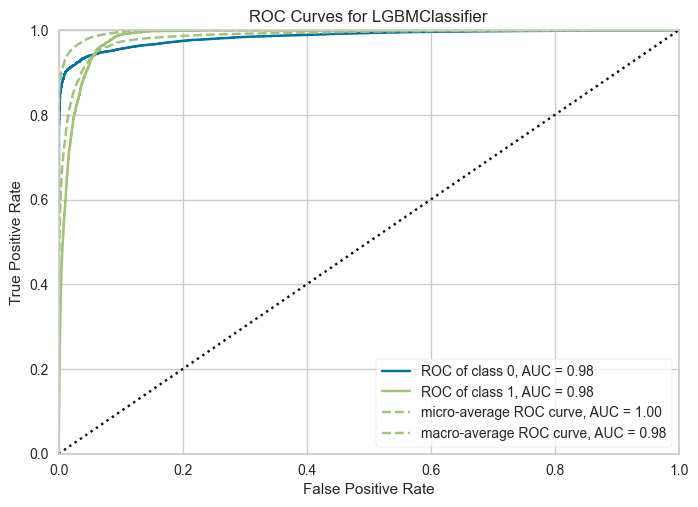 ROC Curves for LGBMClassifier
True Positive Rate
1.0
0.8
0.6
0.4
0.2
0.0
ROC of class 0, AUC = 0.98
ROC of class 1, AUC = 0.98
micro-average ROC curve, AUC = 1.00
macro-average ROC curve, AUC = 0.98
0.0 0.2 0.4 0.6 0.8 1.0
False Positive Rate